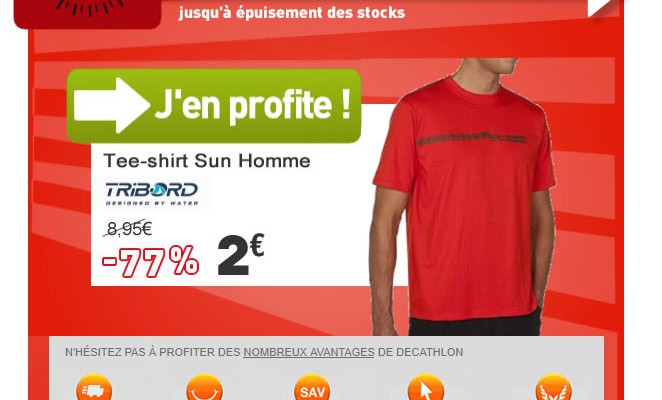 jusqu'à épuisement des stocks
J'en profite !
Tee-shirt Sun Homme
TRIBORD
DESIGNED BY WATER
8,95€
-77% 2€
N'HÉSITEZ PAS À PROFITER DES NOMBREUX AVANTAGES DE DECATHLON
SAV